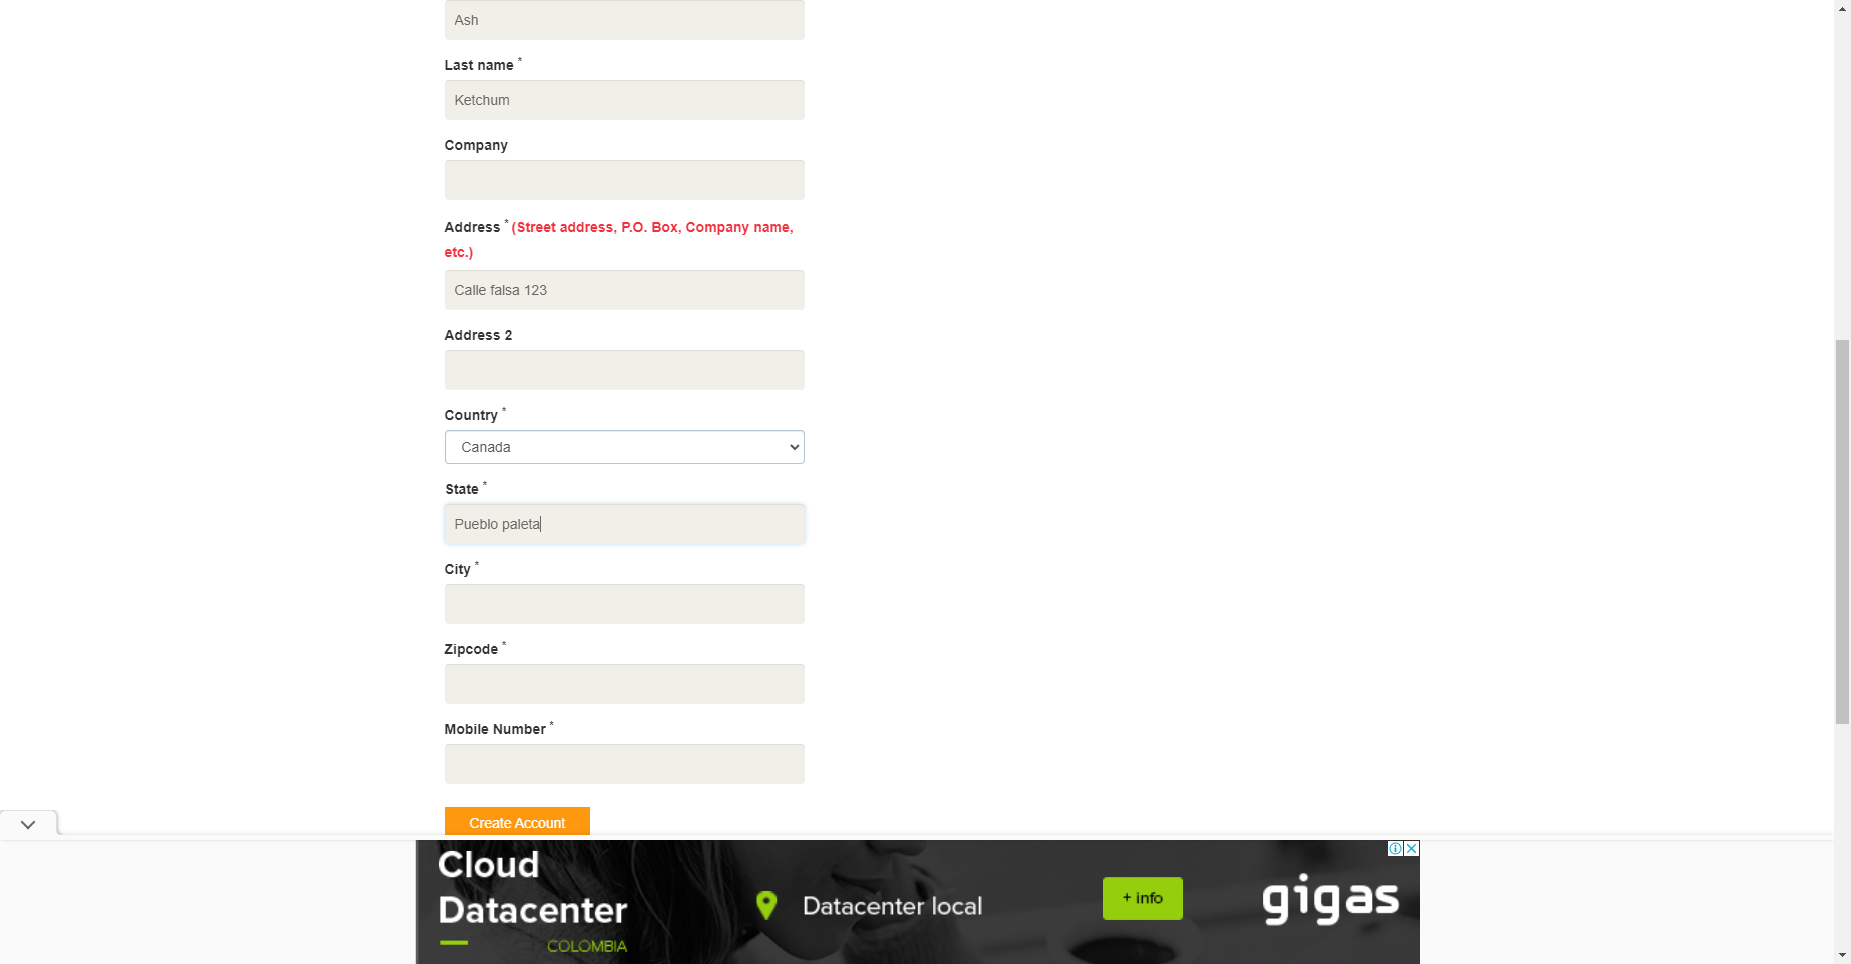 Ash
Last name *
Ketchum
Company
Address * (Street address, P.O. Box, Company name,
etc.)
Calle falsa 123
Address 2
Country *
Canada
State *
Pueblo paleta
City *
Zipcode *
Mobile Number *
Create Account
Cloud
Datacenter
COLOMBIA
Datacenter local
+ info
gigas